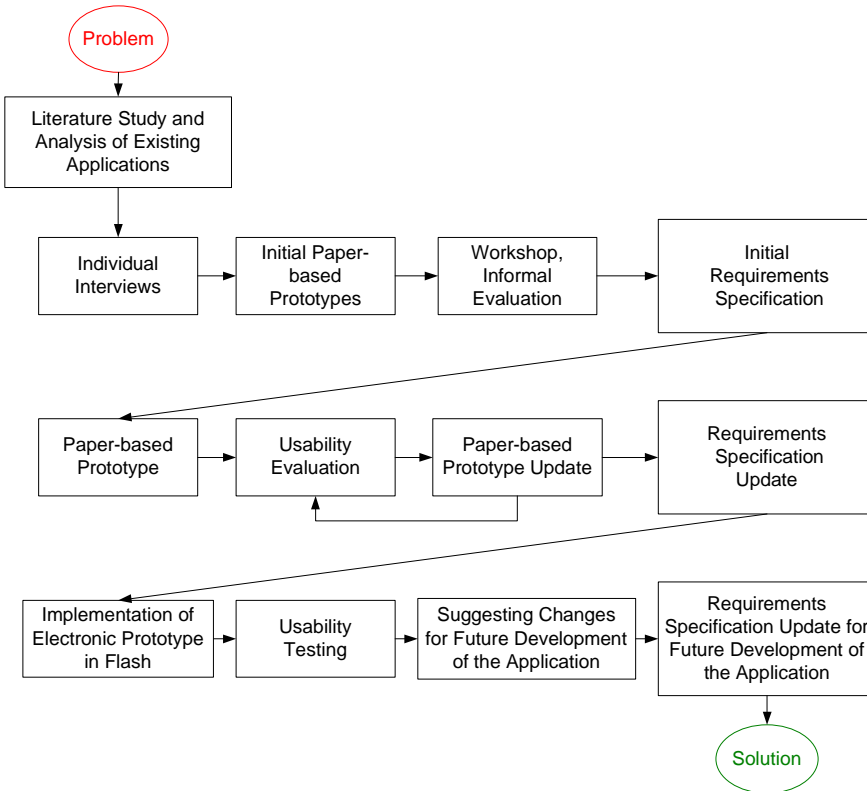 Problem
Literature Study and
Analysis of Existing
Applications
Individual
Interviews
Initial Paper-
based
Prototypes
Workshop,
Informal
Evaluation
Initial
Requirements
Specification
Paper-based
Prototype
Usability
Evaluation
Paper-based
Prototype Update
Requirements
Specification
Update
Implementation of
Electronic Prototype
in Flash
Usability
Testing
Suggesting Changes
for Future Development
of the Application
Requirements
Specification Update for
Future Development of
the Application
Solution